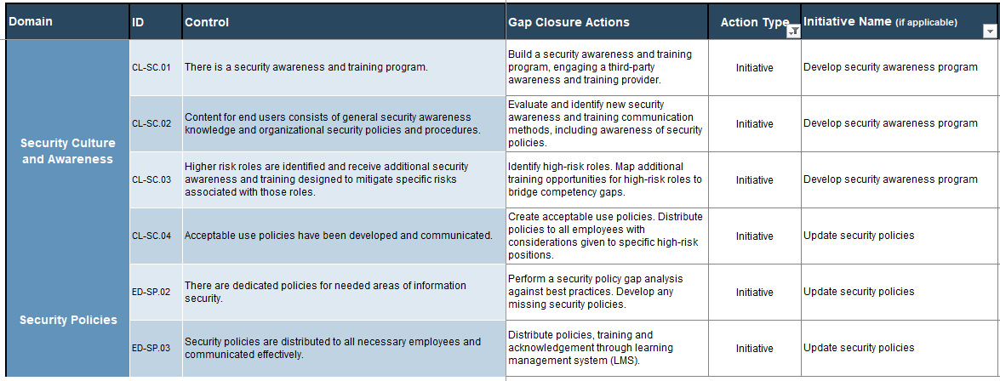 Domain
ID
Control
Gap Closure Actions
Action Type
Initiative Name (if applicable)
Security Culture
and Awareness
CL-SC.01
There is a security awareness and training program.
Build a security awareness and training
program, engaging a third-party
awareness and training provider.
Initiative
Develop security awareness program
CL-SC.02
Content for end users consists of general security awareness
knowledge and organizational security policies and procedures.
Evaluate and identify new security
awareness and training communication
methods, including awareness of security
policies.
Initiative
Develop security awareness program
CL-SC.03
Higher risk roles are identified and receive additional security
awareness and training designed to mitigate specific risks
associated with those roles.
Identify high-risk roles. Map additional
training opportunities for high-risk roles to
bridge competency gaps.
Initiative
Develop security awareness program
CL-SC.04
Acceptable use policies have been developed and communicated.
Create acceptable use policies. Distribute
policies to all employees with
considerations given to specific high-risk
positions.
Initiative
Update security policies
Security Policies
ED-SP.02
There are dedicated policies for needed areas of information
security.
Perform a security policy gap analysis
against best practices. Develop any
missing security policies.
Initiative
Update security policies
ED-SP.03
Security policies are distributed to all necessary employees and
communicated effectively.
Distribute policies, training and
acknowledgement through learning
management system (LMS).
Initiative
Update security policies